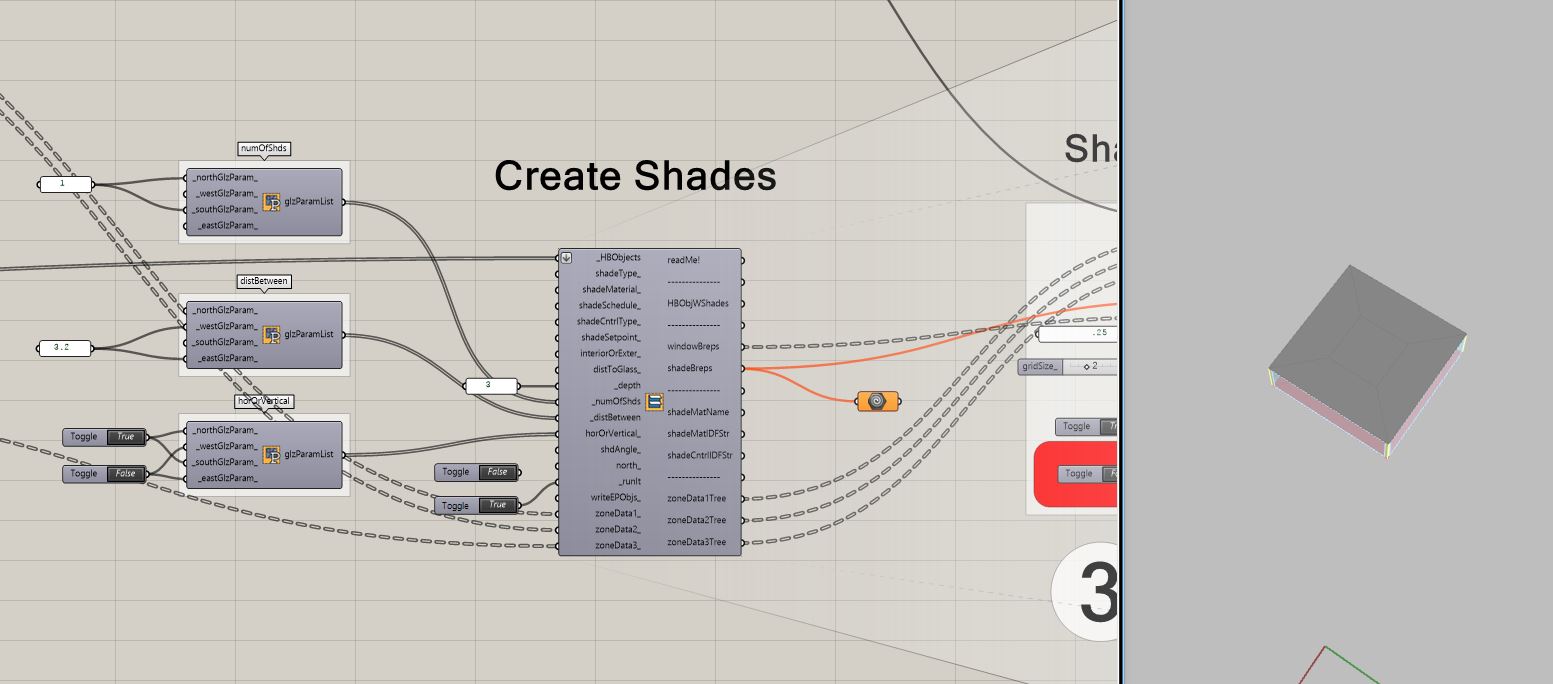 Create Shades
Sha
numOfShds
1
_northGlzParam_
_westGlzParam_
_southGlzParam_
_eastGlzParam_
glzParamList
distBetween
3.2
_northGlzParam_
_westGlzParam_
_southGlzParam_
_eastGlzParam_
glzParamList
horOrVertical
Toggle True
Toggle False
_northGlzParam_
_westGlzParam_
_southGlzParam_
_eastGlzParam_
glzParamList
3
Toggle False
Toggle True
_HBObjects
shadeType_
shadeMaterial_
shadeSchedule_
shadeCntrlType_
shadeSetpoint_
interiorOrExter_
distToGlass_
_depth
_numOfShds
_distBetween
horOrVertical_
shdAngle_
north_
_runIt
writeEPObjs_
zoneData1_
zoneData2_
zoneData3_
readMe!
---------------
HBObjWShades
---------------
windowBreps
shadeBreps
---------------
shadeMatName
shadeMatIDFStr
shadeCntrlIDFStr
---------------
zoneData1Tree
zoneData2Tree
zoneData3Tree
.25
gridSize_ ◇ 2
Toggle
Toggle
3